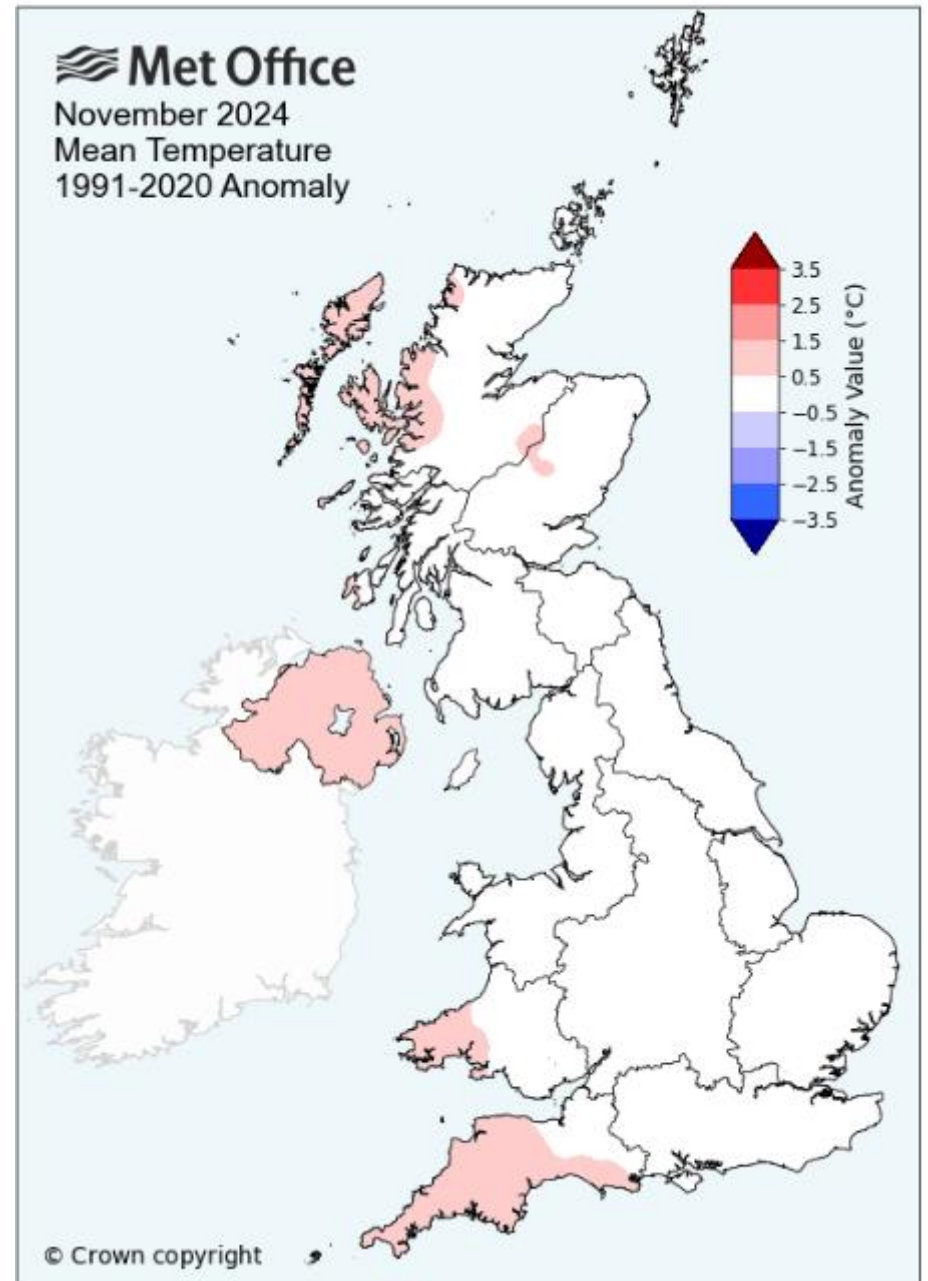 Met Office
November 2024
Mean Temperature
1991-2020 Anomaly
3.5
2.5
1.5
0.5
−0.5
−1.5
−2.5
−3.5
Anomaly Value (°C)
© Crown copyright